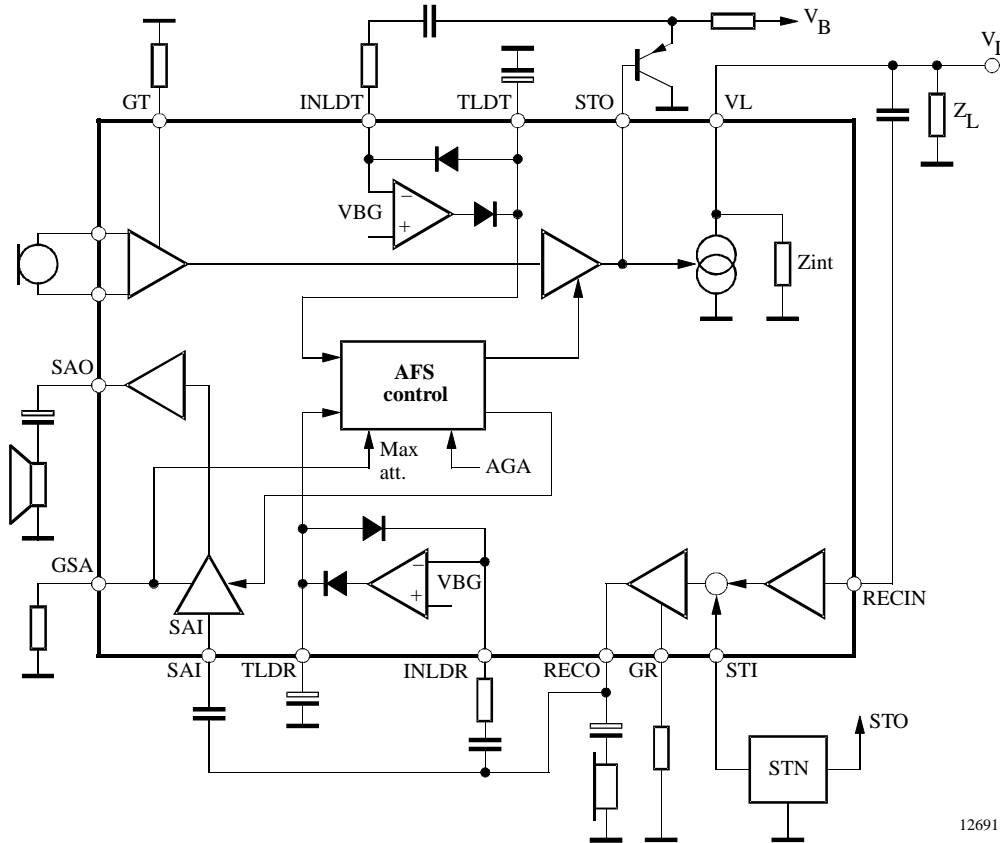 V_B
V_L
GT
INLDT
TLDT
STO
VL
Z_L
VBG
−
+
Zint
SAO
AFS
control
Max
att.
AGA
GSA
−
VBG
+
RECIN
SAI
SAI
TLDR
INLDR
RECO
GR
STI
STO
STN
12691